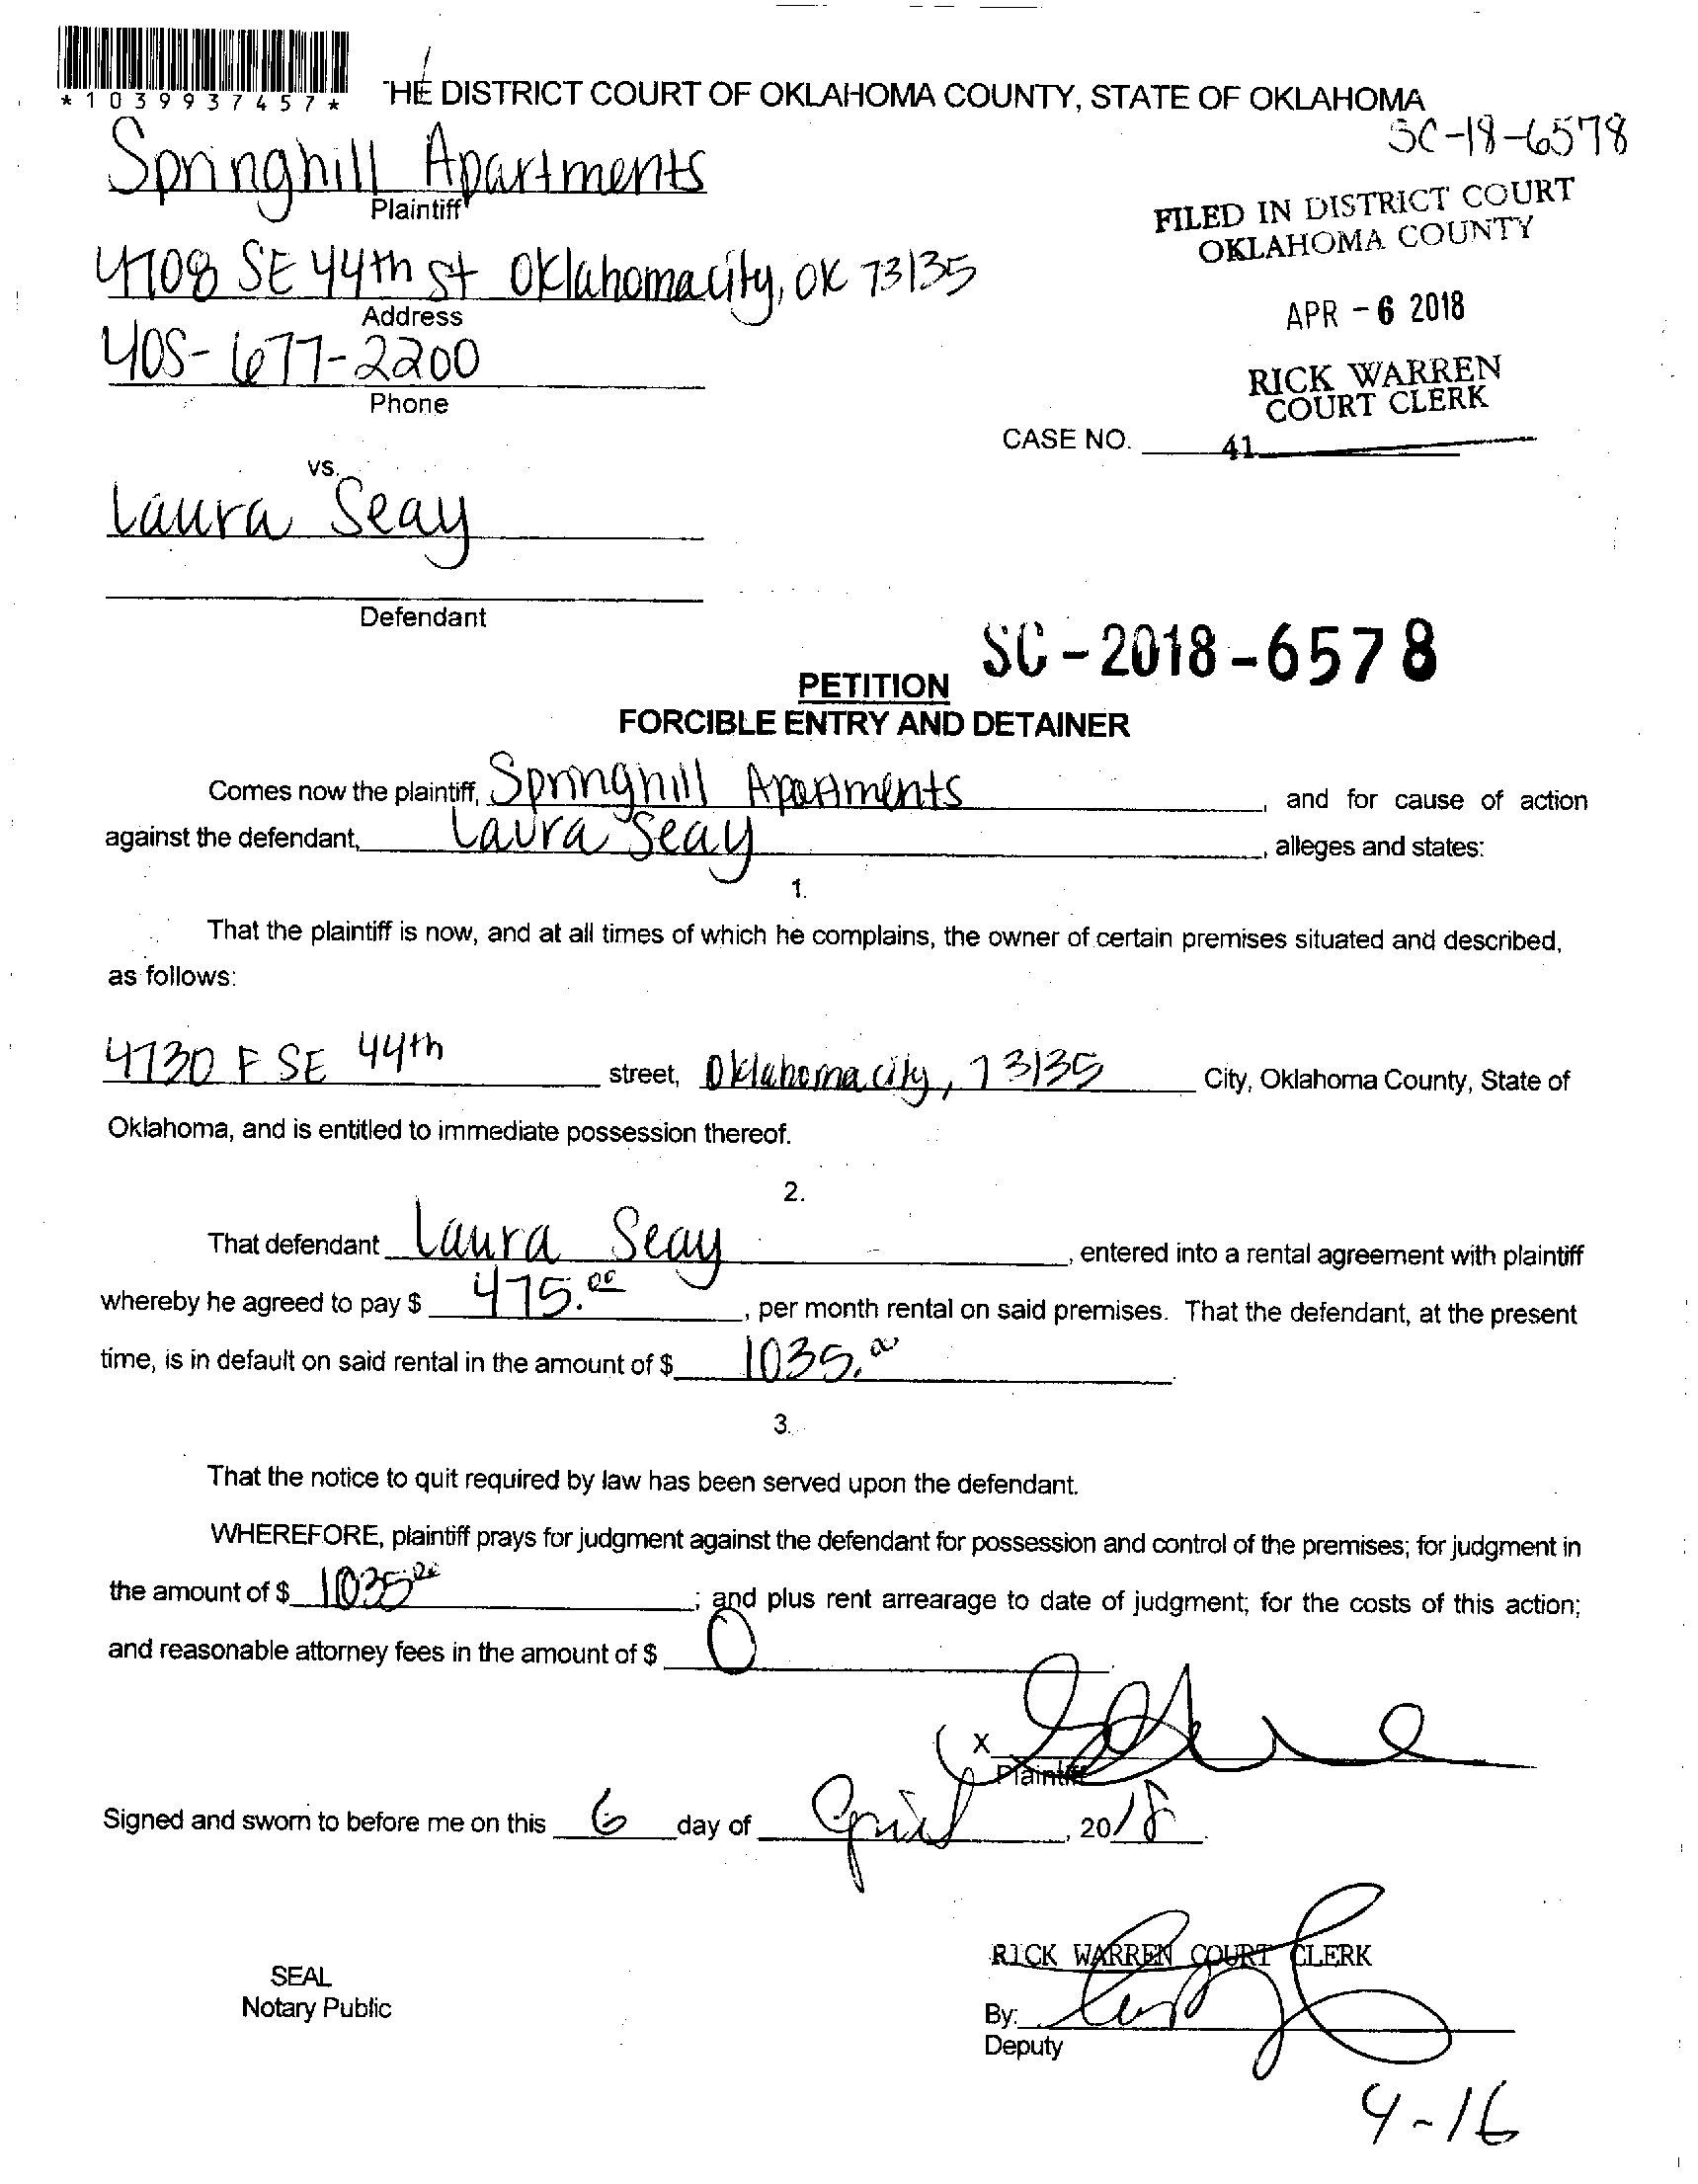 *1039937457*
THE DISTRICT COURT OF OKLAHOMA COUNTY, STATE OF OKLAHOMA
SC-18-6578
Springhill Apartments
Plaintiff
FILED IN DISTRICT COURT
OKLAHOMA COUNTY
4708 SE 44th St Oklahoma city, OK 73135
Address
APR - 6 2018
405-677-2200
Phone
RICK WARREN
COURT CLERK
CASE NO. 41
vs.
Laura Seay
Defendant
SC-2018-6578
PETITION
FORCIBLE ENTRY AND DETAINER
Comes now the plaintiff, Springhill Apartments, and for cause of action
against the defendant, Laura Seay, alleges and states:
1.
That the plaintiff is now, and at all times of which he complains, the owner of certain premises situated and described,
as follows:
4730 F SE 44th street, Oklahoma city, 73135 City, Oklahoma County, State of
Oklahoma, and is entitled to immediate possession thereof.
2.
That defendant Laura Seay, entered into a rental agreement with plaintiff
whereby he agreed to pay $ 475.00, per month rental on said premises. That the defendant, at the present
time, is in default on said rental in the amount of $ 1035.00.
3.
That the notice to quit required by law has been served upon the defendant.
WHEREFORE, plaintiff prays for judgment against the defendant for possession and control of the premises; for judgment in
the amount of $ 1035.00; and plus rent arrearage to date of judgment; for the costs of this action;
and reasonable attorney fees in the amount of $ 0
X
Plaintiff
Signed and sworn to before me on this 6 day of April, 2018.
RICK WARREN COURT CLERK
SEAL
Notary Public
By:
Deputy
4-16